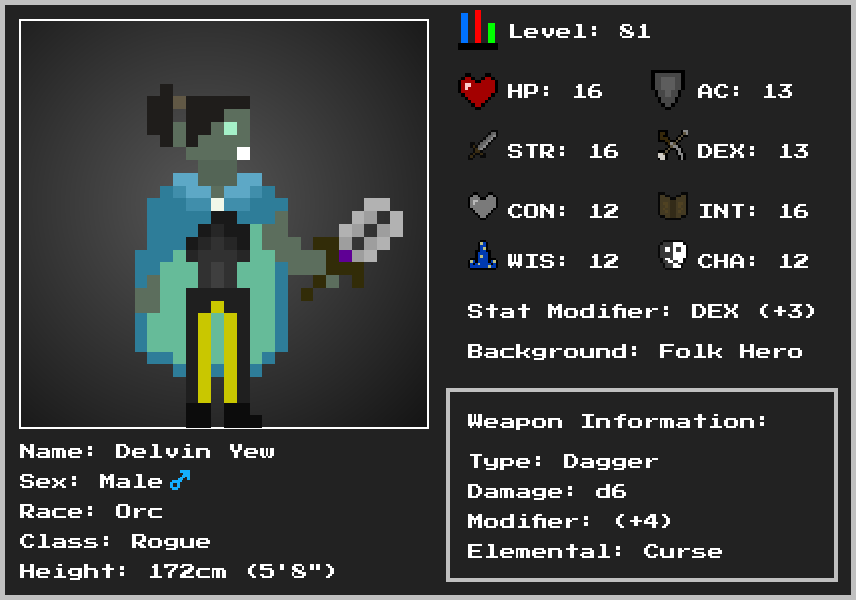 Level: 81
HP: 16 AC: 13
STR: 16 DEX: 13
CON: 12 INT: 16
WIS: 12 CHA: 12
Stat Modifier: DEX (+3)
Background: Folk Hero
Weapon Information:
Type: Dagger
Damage: d6
Modifier: (+4)
Elemental: Curse
Name: Delvin Yew
Sex: Male ♂
Race: Orc
Class: Rogue
Height: 172cm (5'8")